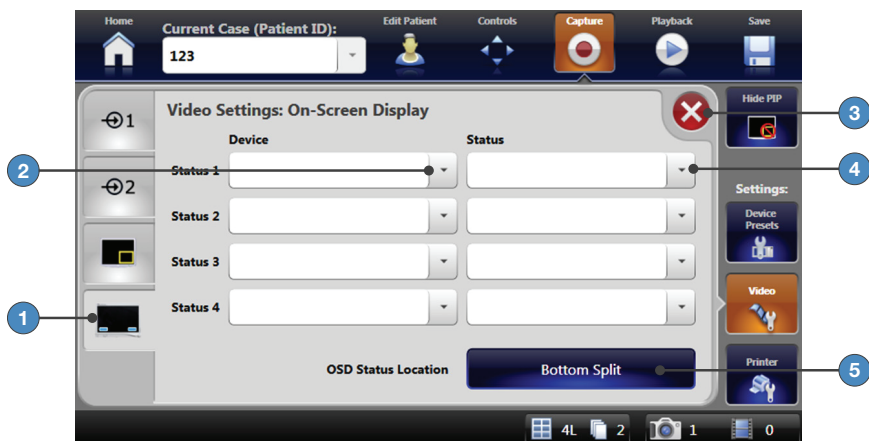 Home
Current Case (Patient ID):
123
Edit Patient
Controls
Capture
Playback
Save
1
2
Video Settings: On-Screen Display
Device
Status
Status 1
Status 2
Status 3
Status 4
OSD Status Location
Bottom Split
Hide PIP
Settings:
Device
Presets
Video
Printer
4L
2
1
0
1
2
3
4
5